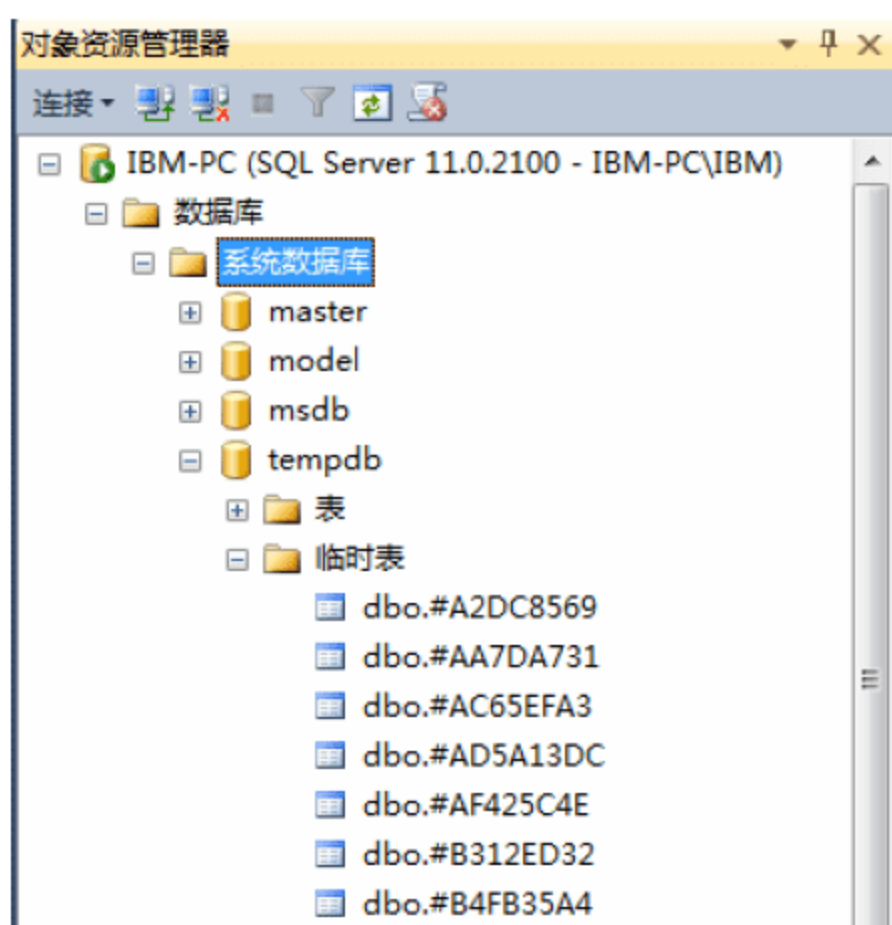 对象资源管理器
连接
IBM-PC (SQL Server 11.0.2100 - IBM-PC\IBM)
数据库
系统数据库
master
model
msdb
tempdb
表
临时表
dbo.#A2DC8569
dbo.#AA7DA731
dbo.#AC65EFA3
dbo.#AD5A13DC
dbo.#AF425C4E
dbo.#B312ED32
dbo.#B4FB35A4